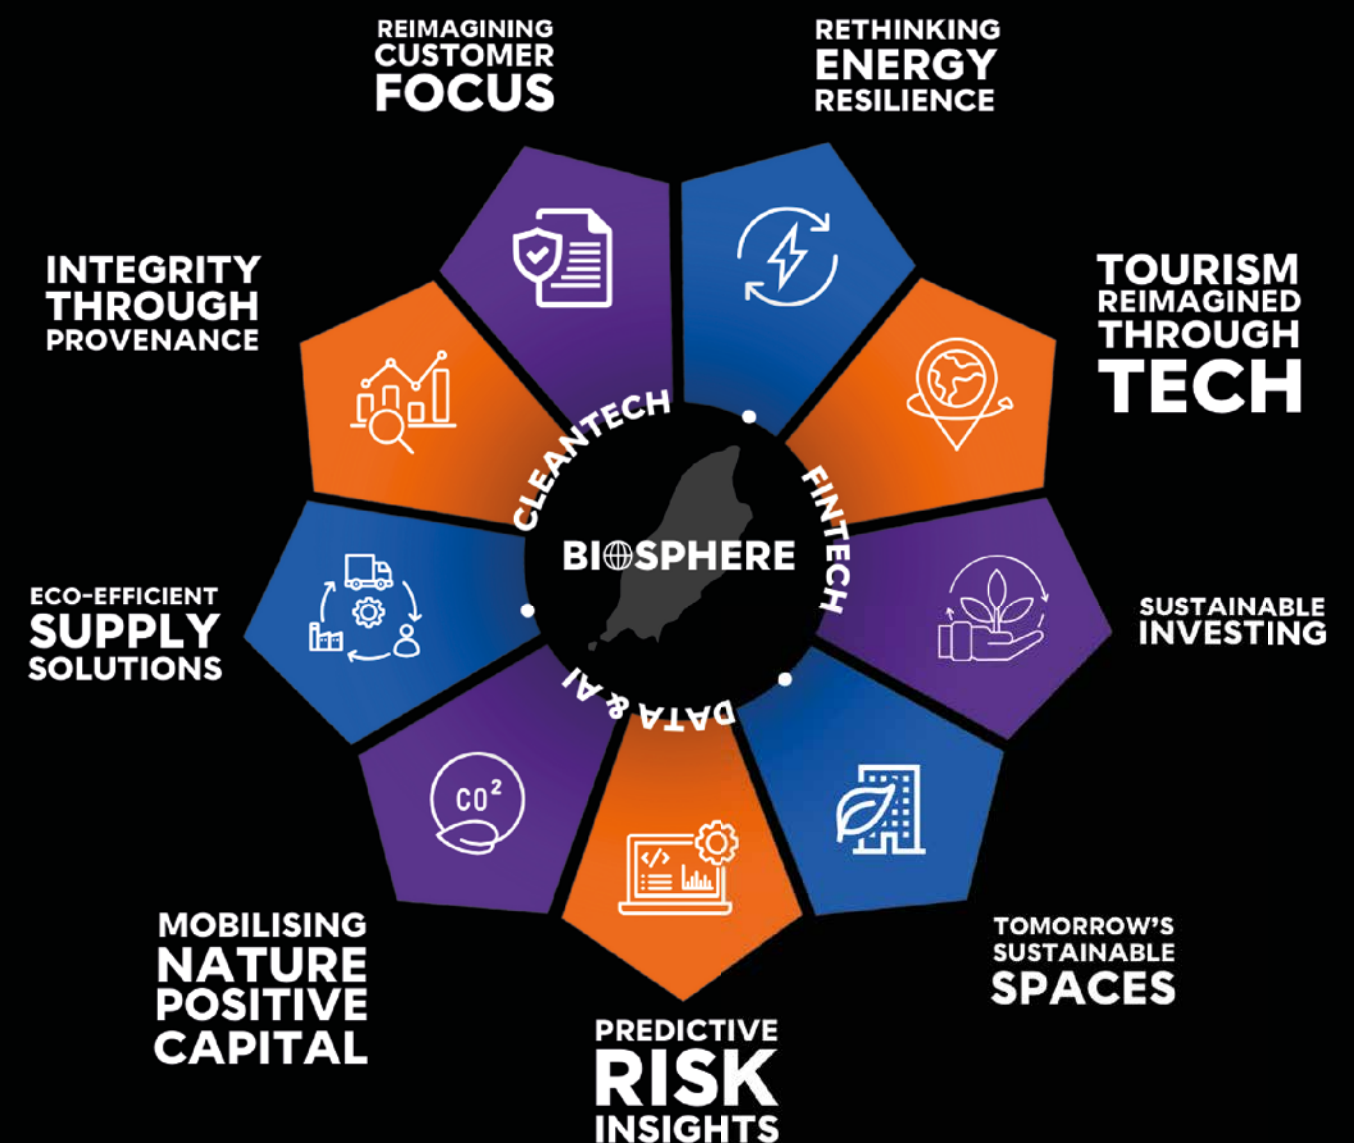 REIMAGINING
CUSTOMER
FOCUS
RETHINKING
ENERGY
RESILIENCE
TOURISM
REIMAGINED
THROUGH
TECH
SUSTAINABLE
INVESTING
TOMORROW'S
SUSTAINABLE
SPACES
PREDICTIVE
RISK
INSIGHTS
MOBILISING
NATURE
POSITIVE
CAPITAL
ECO-EFFICIENT
SUPPLY
SOLUTIONS
INTEGRITY
THROUGH
PROVENANCE
CLEANTECH
FINTECH
DATA & AI
BIOSPHERE
CO²
<//>